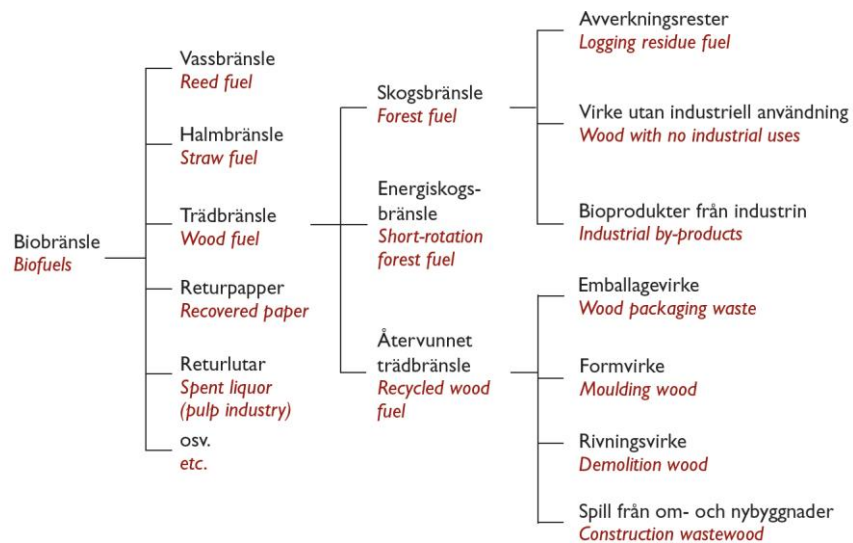 Biobränsle
Biofuels
Vassbränsle
Reed fuel
Halmbränsle
Straw fuel
Trädbränsle
Wood fuel
Returpapper
Recovered paper
Returlutar
Spent liquor
(pulp industry)
osv.
etc.
Skogsbränsle
Forest fuel
Energiskogs-
bränsle
Short-rotation
forest fuel
Återvunnet
trädbränsle
Recycled wood
fuel
Avverkningsrester
Logging residue fuel
Virke utan industriell användning
Wood with no industrial uses
Bioprodukter från industrin
Industrial by-products
Emballagevirke
Wood packaging waste
Formvirke
Moulding wood
Rivningsvirke
Demolition wood
Spill från om- och nybyggnader
Construction wastewood